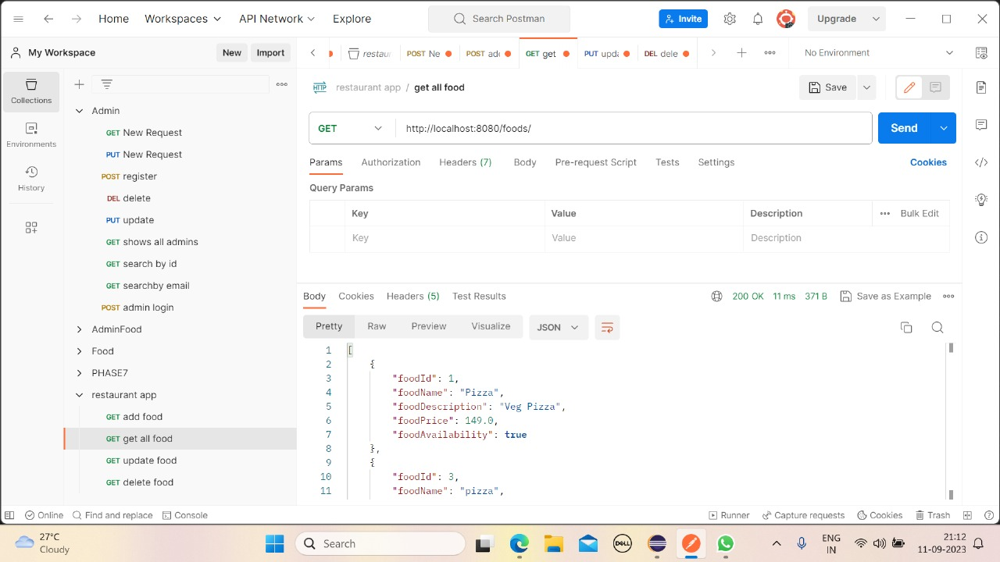 Home Workspaces API Network Explore Search Postman Invite Upgrade
My Workspace New Import POST Ne POST GET get PUT DEL dele No Environment
Collections
Environments
History
Admin
GET New Request
PUT New Request
POST register
DEL delete
PUT update
GET shows all admins
GET search by id
GET searchby email
POST admin login
AdminFood
Food
PHASE7
restaurant app
GET add food
GET get all food
GET update food
GET delete food
HTTP restaurant app / get all food Save
GET http://localhost:8080/foods/ Send
Params Authorization Headers (7) Body Pre-request Script Tests Settings Cookies
Query Params
Key Value Description Bulk Edit
Key Value Description
Body Cookies Headers (5) Test Results 200 OK 11 ms 371 B Save as Example
Pretty Raw Preview Visualize JSON
1 [
2 {
3 "foodId": 1,
4 "foodName": "Pizza",
5 "foodDescription": "Veg Pizza",
6 "foodPrice": 149.0,
7 "foodAvailability": true
8 },
9 {
10 "foodId": 3,
11 "foodName": "pizza",
Online Find and replace Console Runner Capture requests Cookies Trash
27°C
Cloudy
Search
DELL
ENG
IN
21:12
11-09-2023